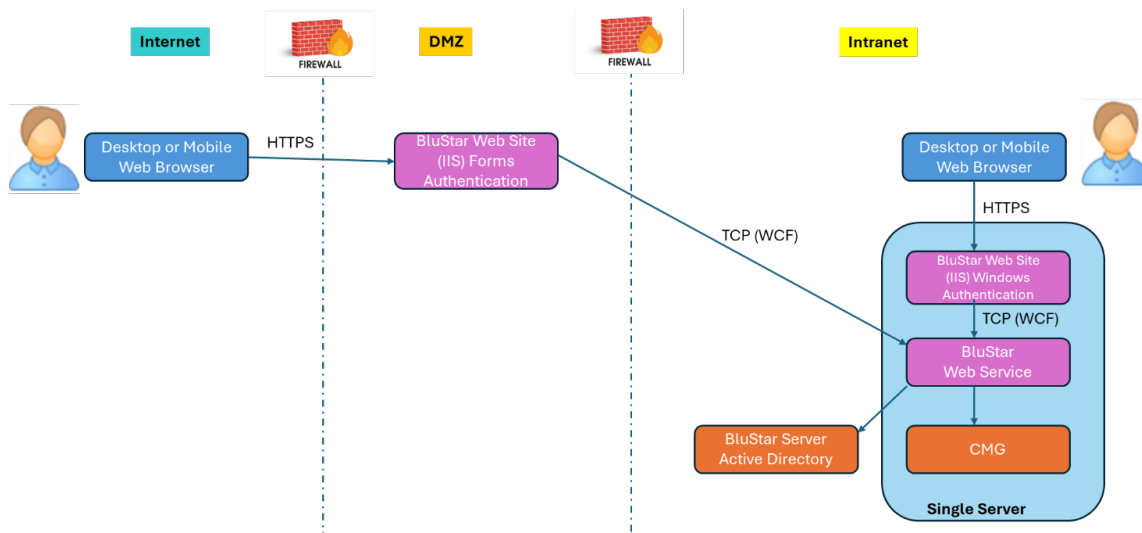 Internet
FIREWALL
DMZ
FIREWALL
Intranet
Desktop or Mobile
Web Browser
HTTPS
BluStar Web Site
(IIS) Forms
Authentication
TCP (WCF)
Desktop or Mobile
Web Browser
HTTPS
BluStar Web Site
(IIS) Windows
Authentication
TCP (WCF)
BluStar
Web Service
BluStar Server
Active Directory
CMG
Single Server